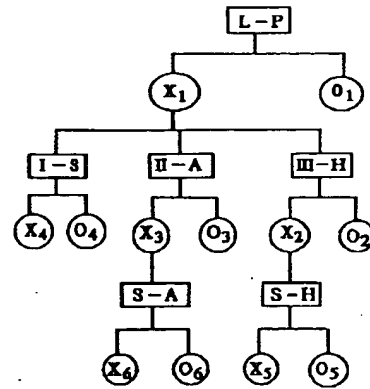 L – P
X1 O1
I – S II – A III – H
X4 O4 X3 O3 X2 O2
S – A S – H
X6 O6 X5 O5